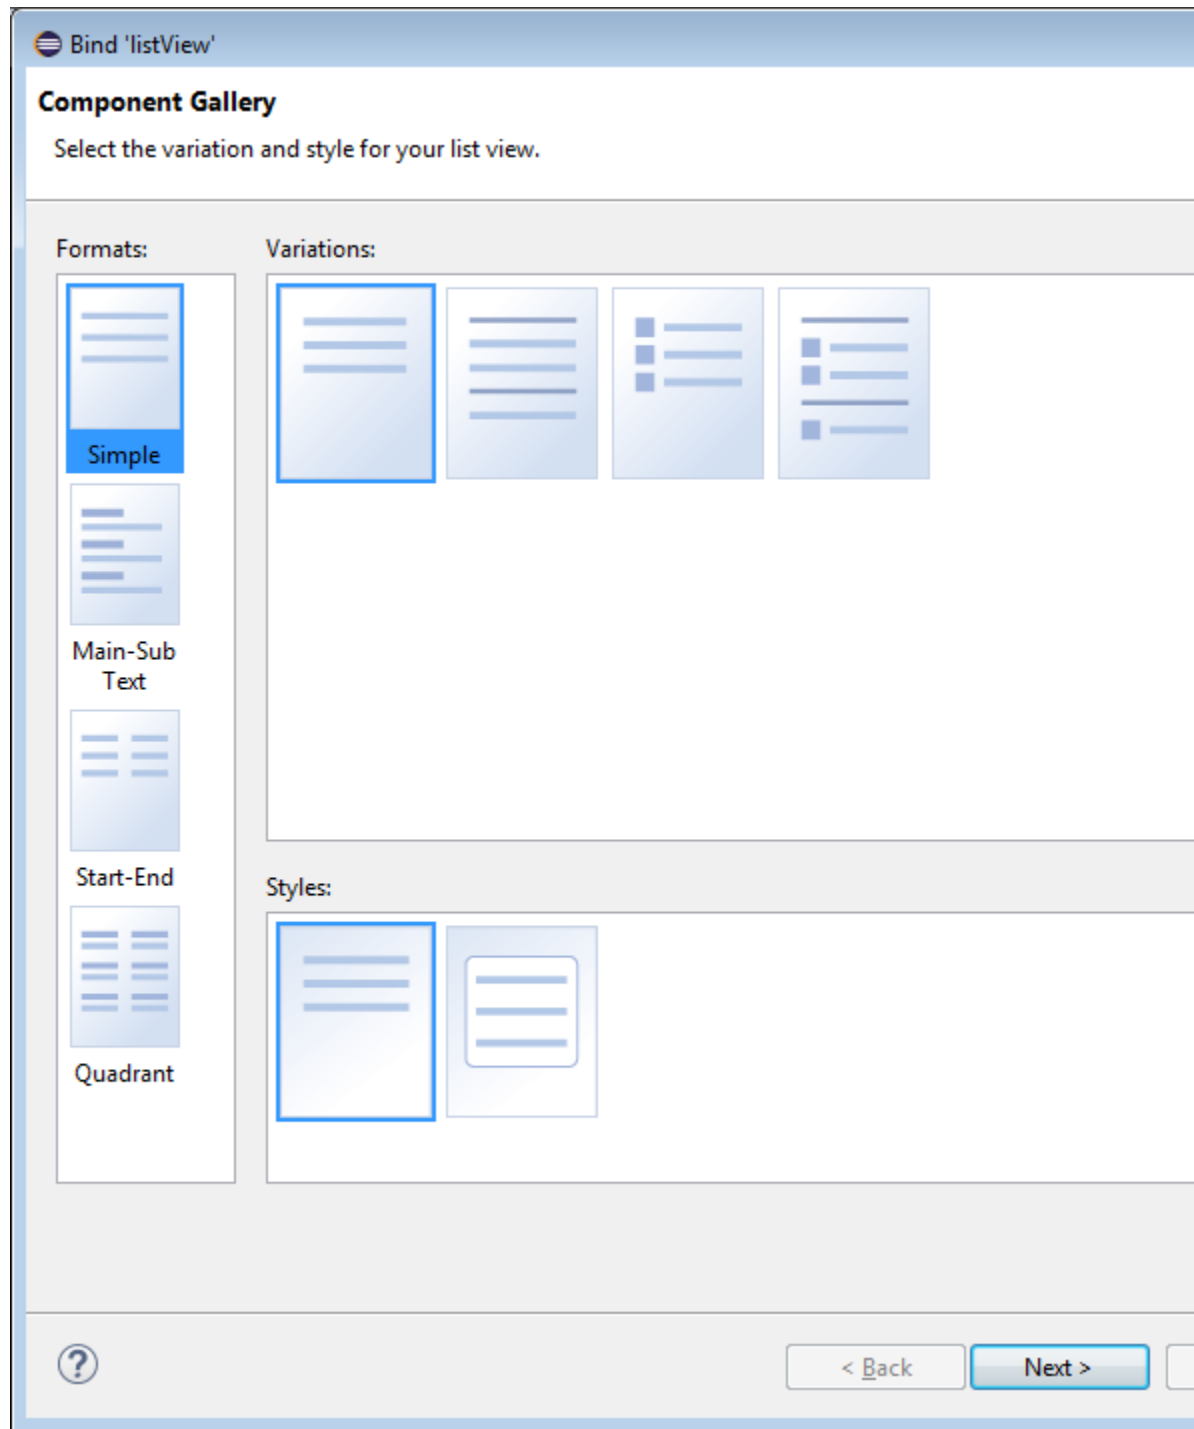 Bind 'listView'
Component Gallery
Select the variation and style for your list view.
Formats:
Variations:
Simple
Main-Sub
Text
Start-End
Styles:
Quadrant
?
< Back
Next >